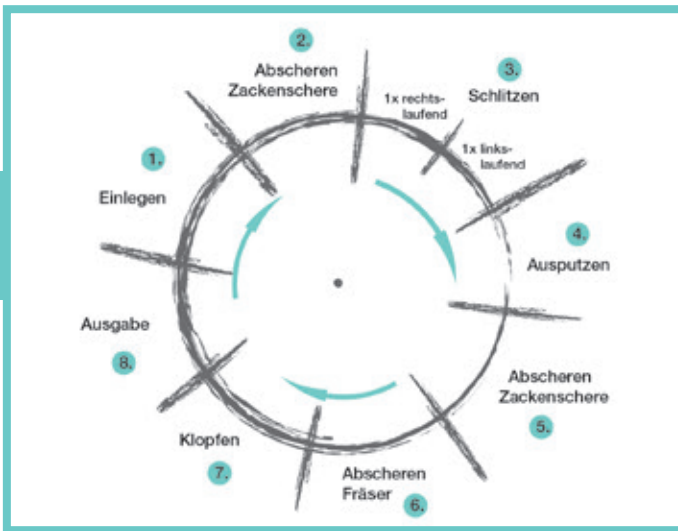 1.
Einlegen
2.
Abscheren
Zackenschere
3.
Schlitzen
1x rechts-
laufend
1x links-
laufend
4.
Ausputzen
Abscheren
Zackenschere
5.
Abscheren
Fräser
6.
Klopfen
7.
Ausgabe
8.